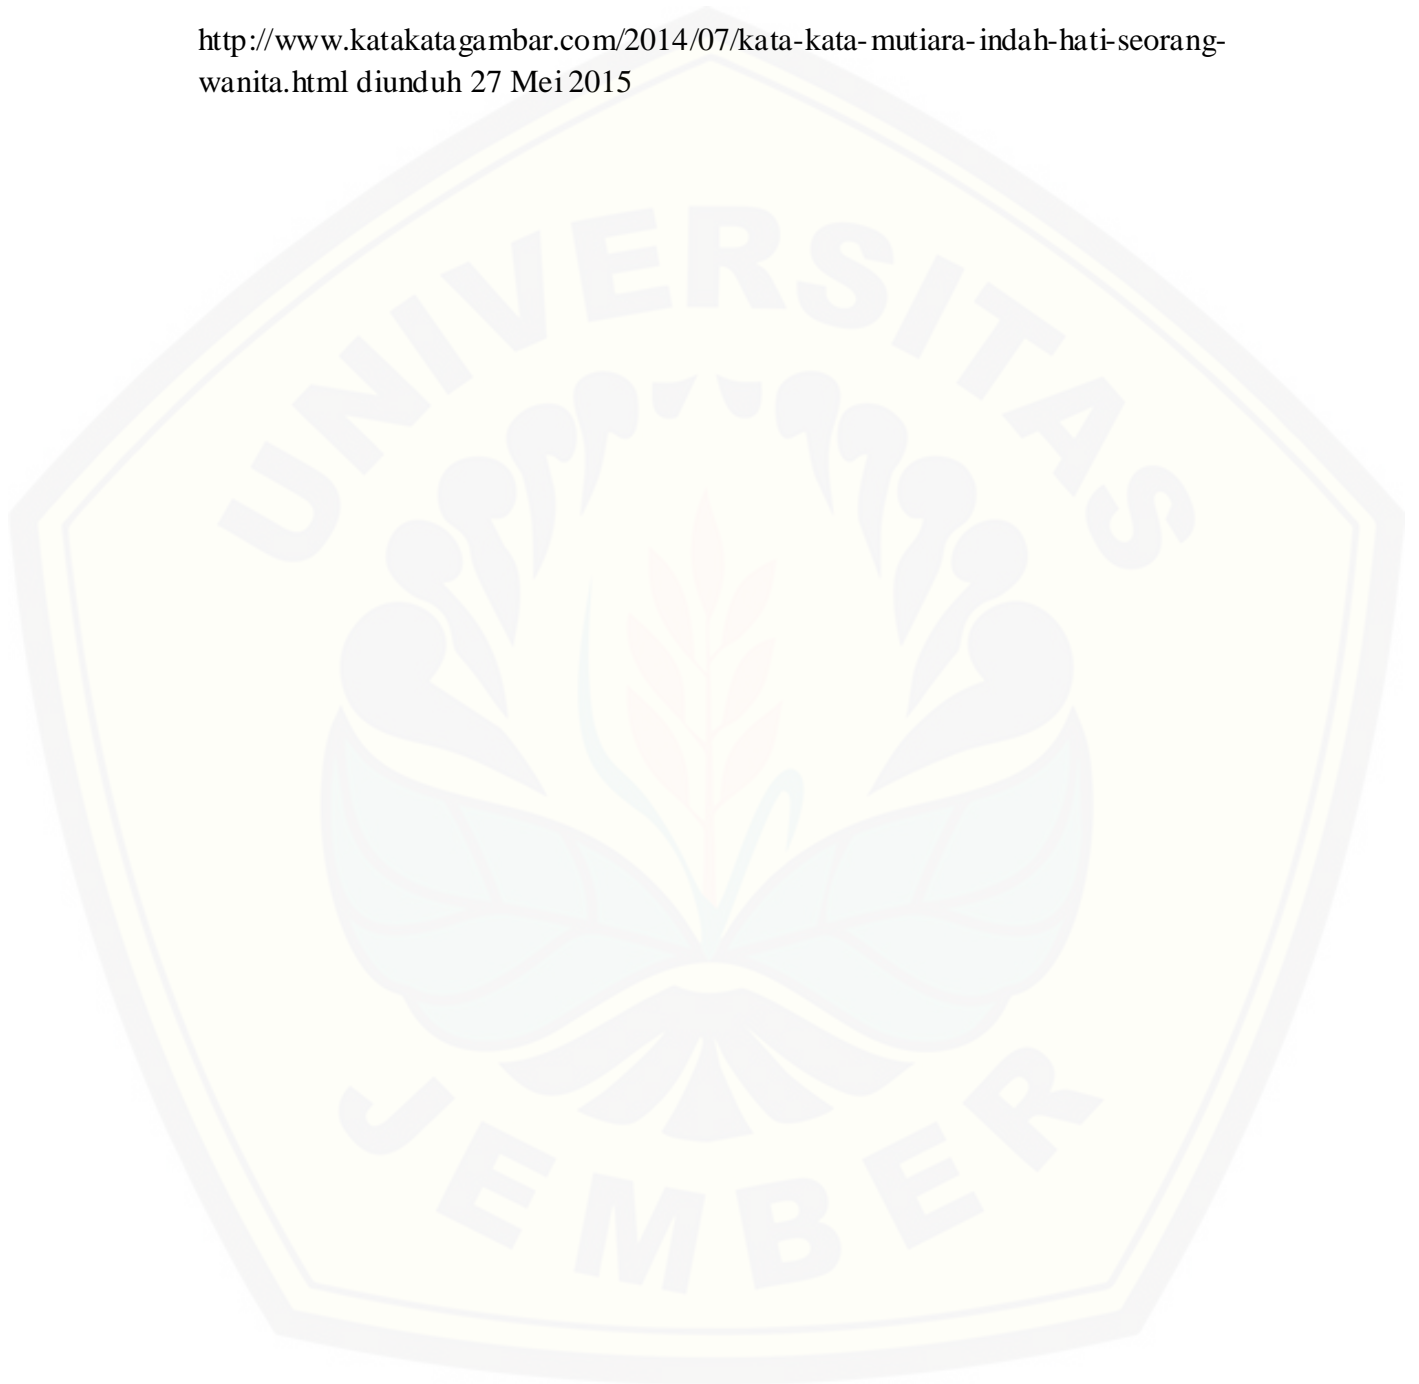 http://www.katakatagambar.com/2014/07/kata-kata-mutiara-indah-hati-seorang-
wanita.html diunduh 27 Mei 2015
UNIVERSITAS
JEMBER